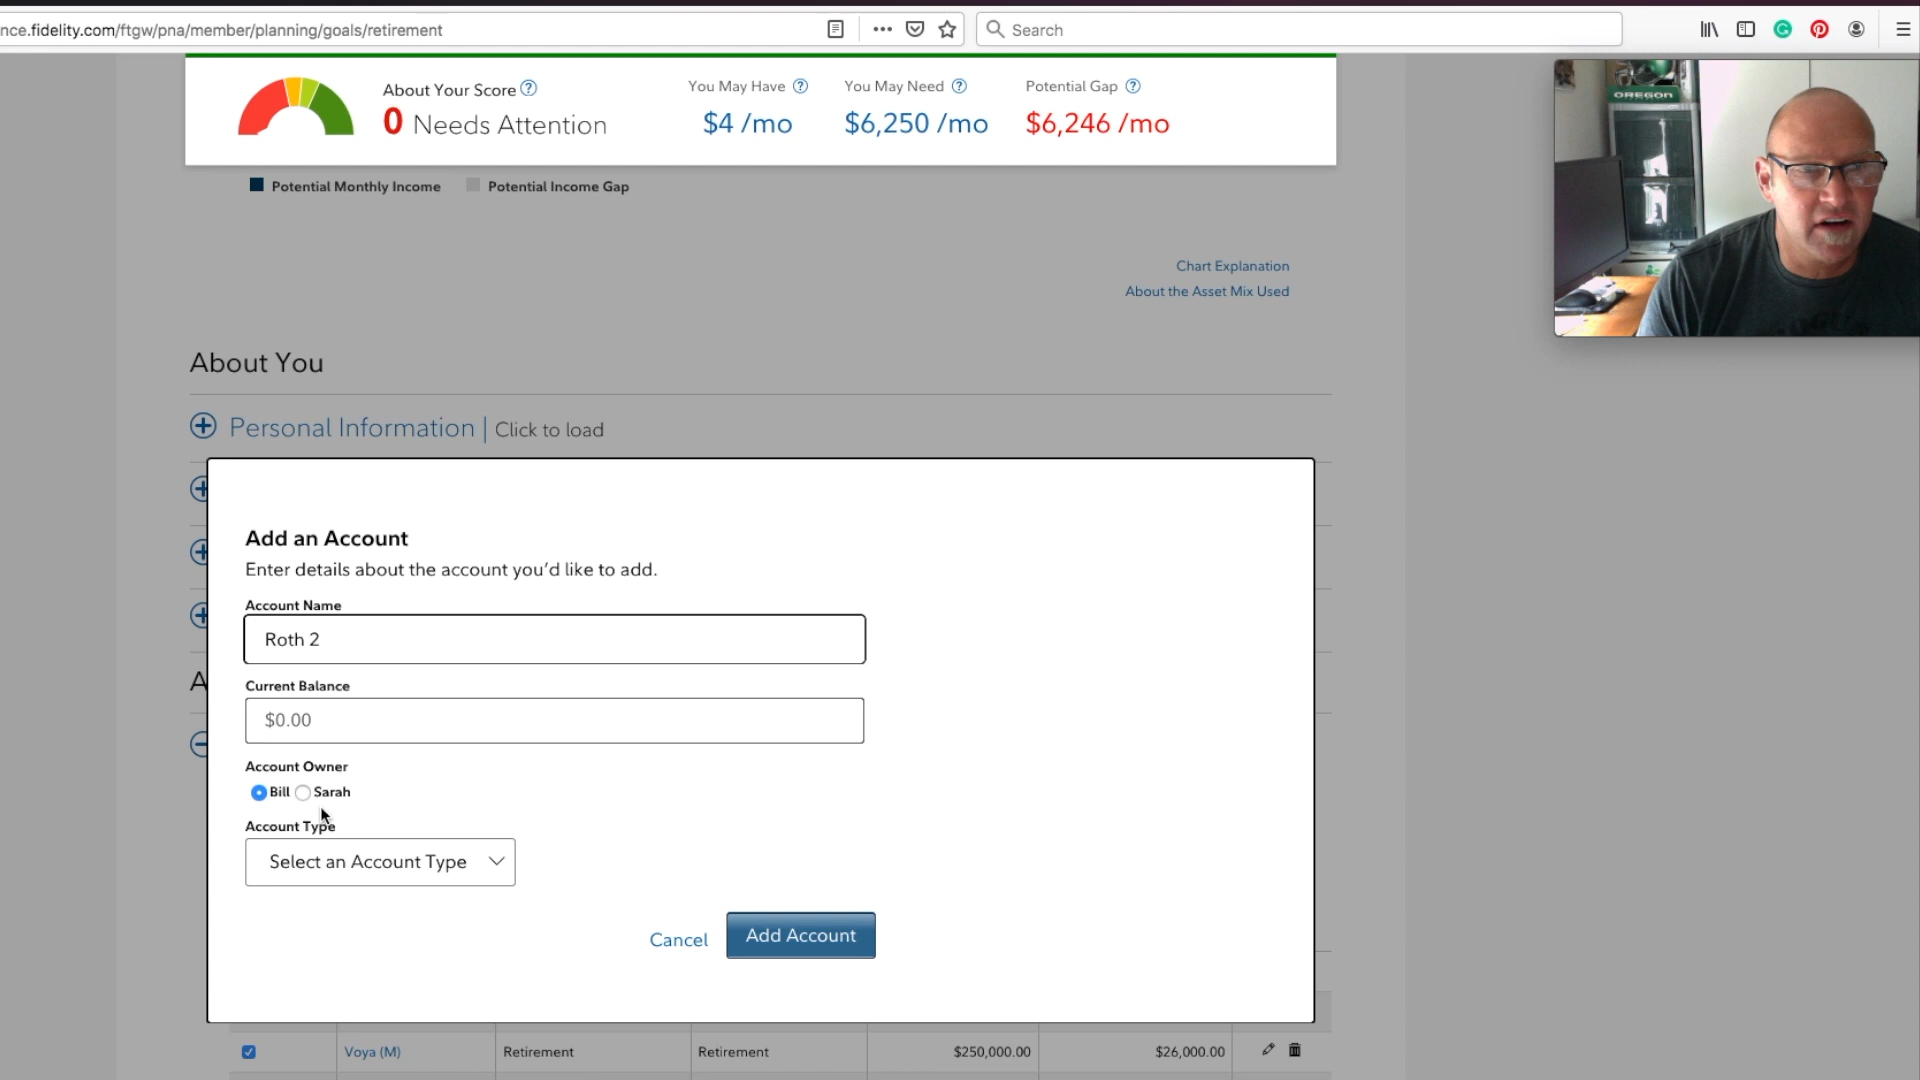 nce.fidelity.com/ftgw/pna/member/planning/goals/retirement
Search
About Your Score ?
0 Needs Attention
You May Have ?
$4 /mo
You May Need ?
$6,250 /mo
Potential Gap ?
$6,246 /mo
Potential Monthly Income
Potential Income Gap
Chart Explanation
About the Asset Mix Used
About You
Personal Information | Click to load
A
Add an Account
Enter details about the account you'd like to add.
Account Name
Roth 2
Current Balance
$0.00
Account Owner
Bill Sarah
Account Type
Select an Account Type
Cancel
Add Account
Voya (M) Retirement Retirement $250,000.00 $26,000.00
OREGON